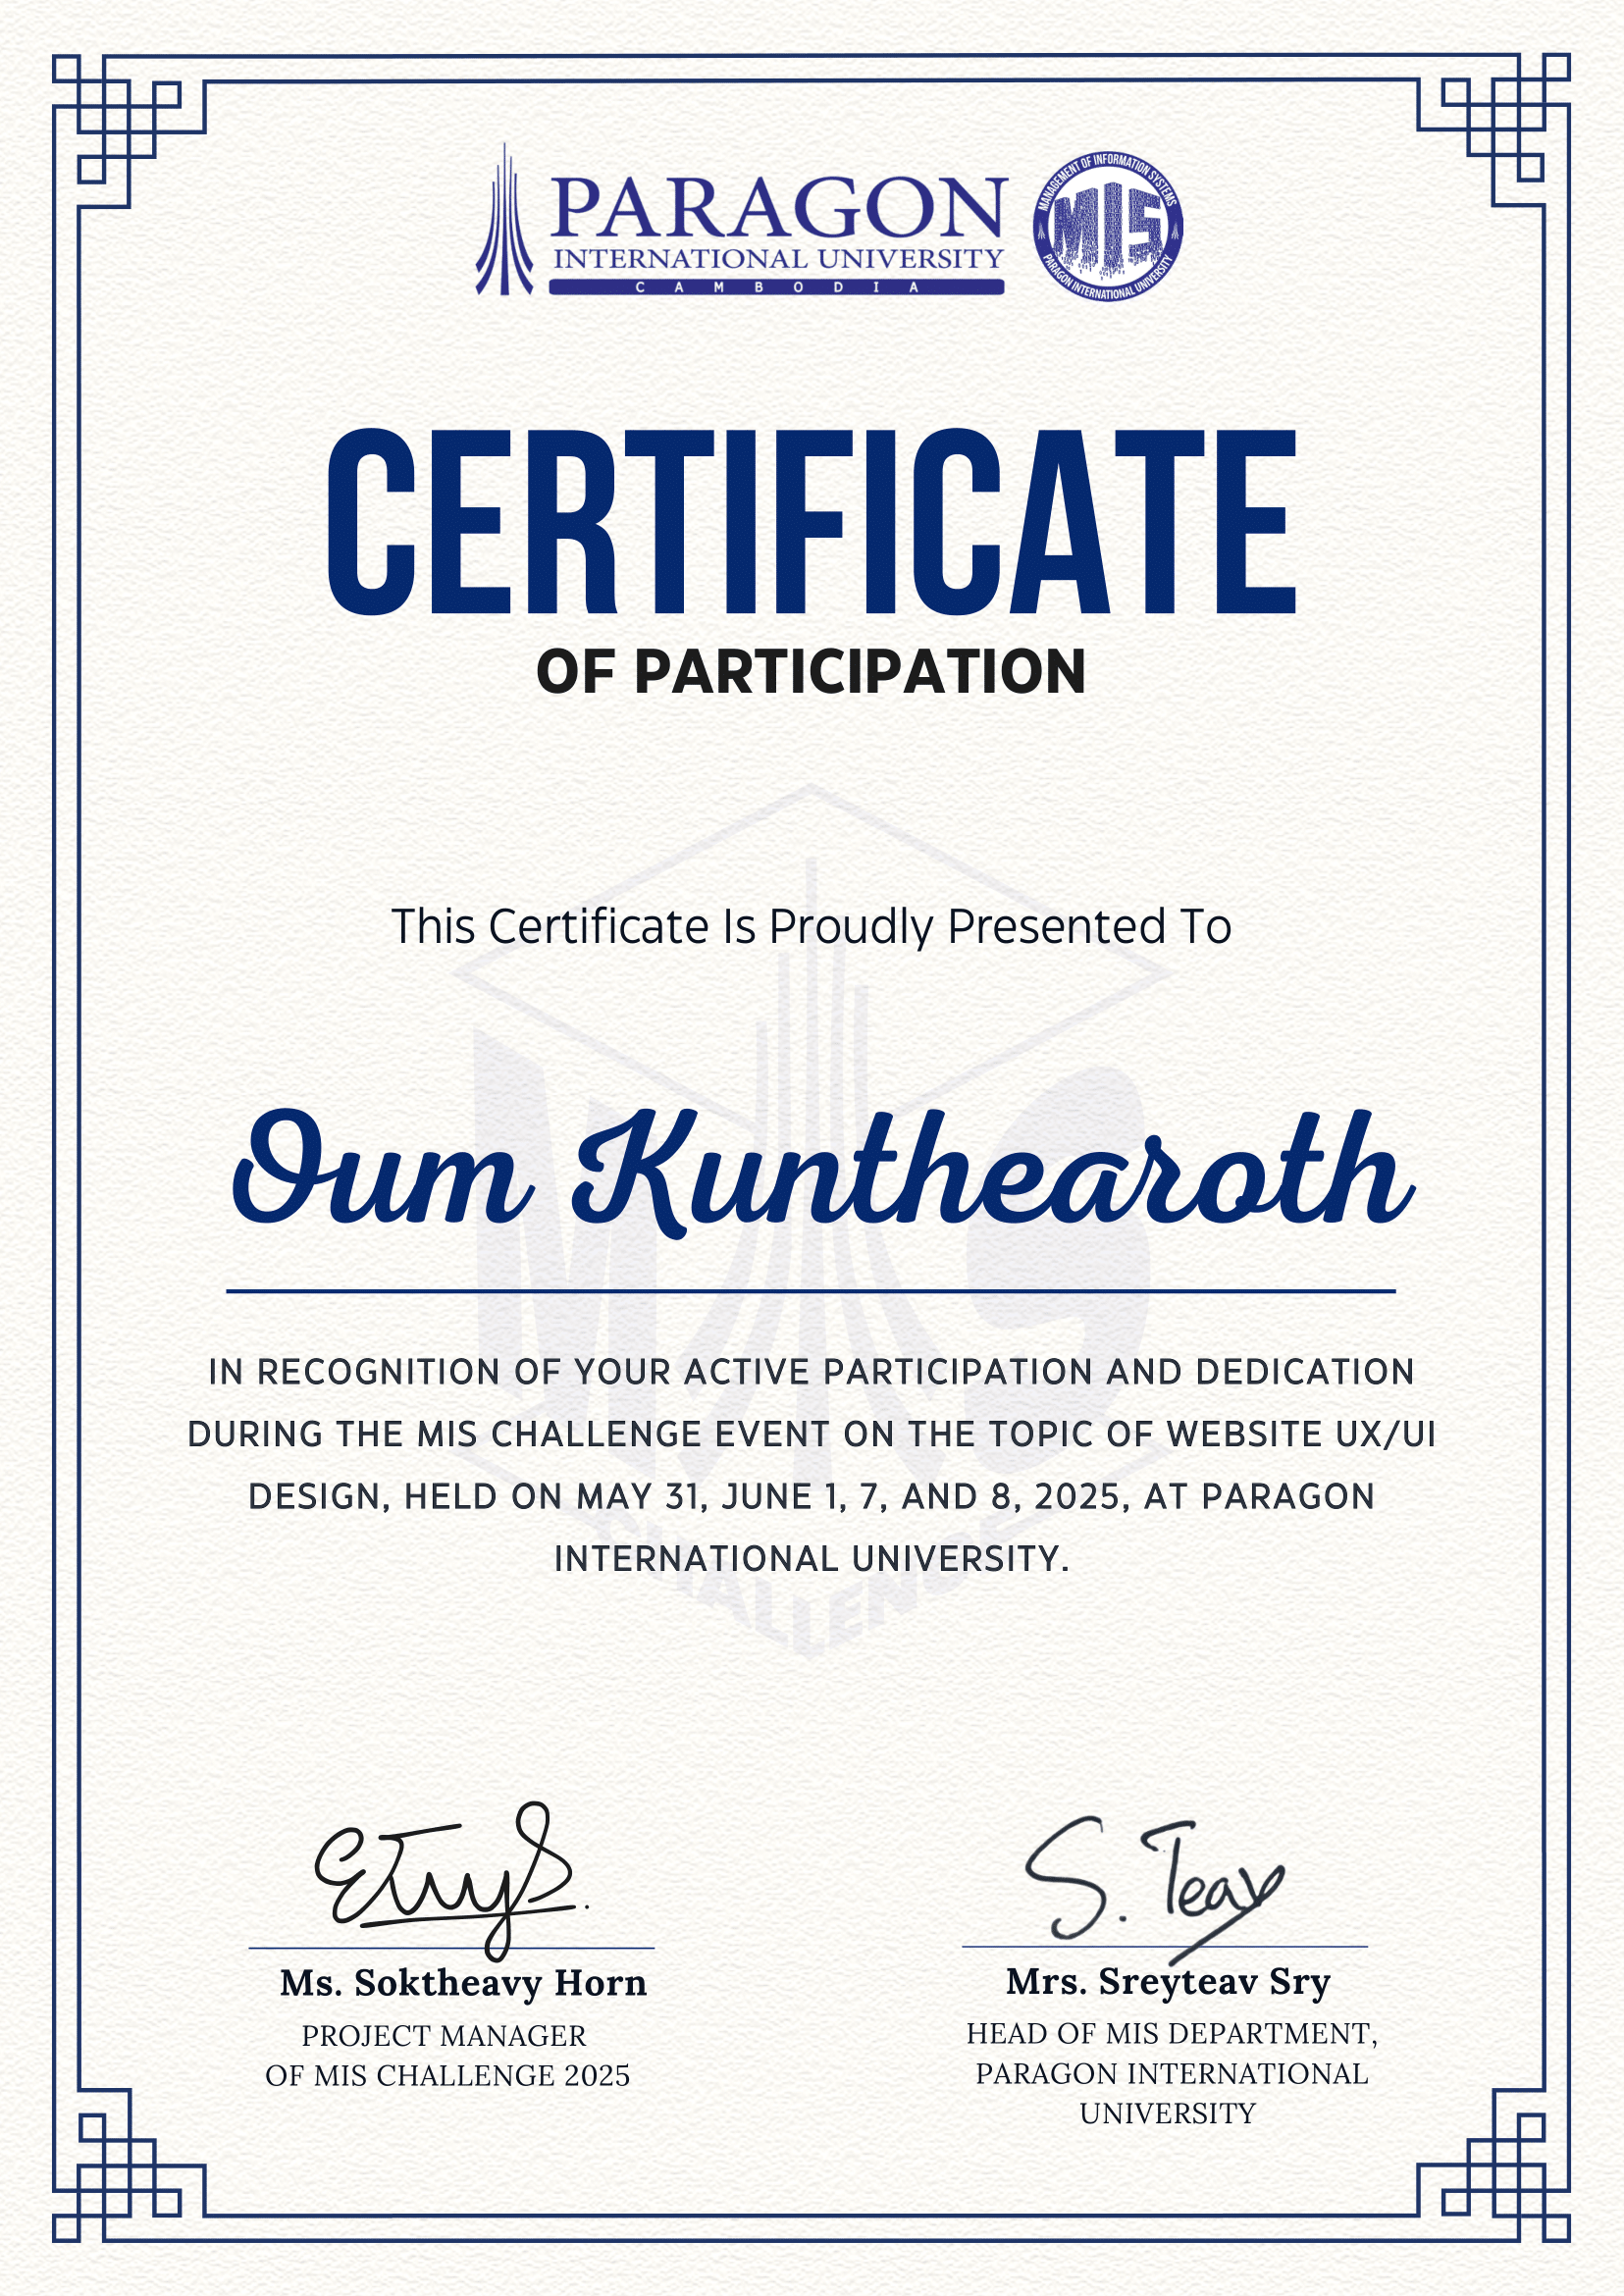 PARAGON
INTERNATIONAL UNIVERSITY
CAMBODIA
MANAGEMENT OF INFORMATION SYSTEMS
MIS
PARAGON INTERNATIONAL UNIVERSITY
CERTIFICATE
OF PARTICIPATION
This Certificate Is Proudly Presented To
Oum Kunthearoth
IN RECOGNITION OF YOUR ACTIVE PARTICIPATION AND DEDICATION
DURING THE MIS CHALLENGE EVENT ON THE TOPIC OF WEBSITE UX/UI
DESIGN, HELD ON MAY 31, JUNE 1, 7, AND 8, 2025, AT PARAGON
INTERNATIONAL UNIVERSITY.
MIS
CHALLENGE
S. Teav
Ms. Soktheavy Horn
PROJECT MANAGER
OF MIS CHALLENGE 2025
Mrs. Sreyteav Sry
HEAD OF MIS DEPARTMENT,
PARAGON INTERNATIONAL
UNIVERSITY